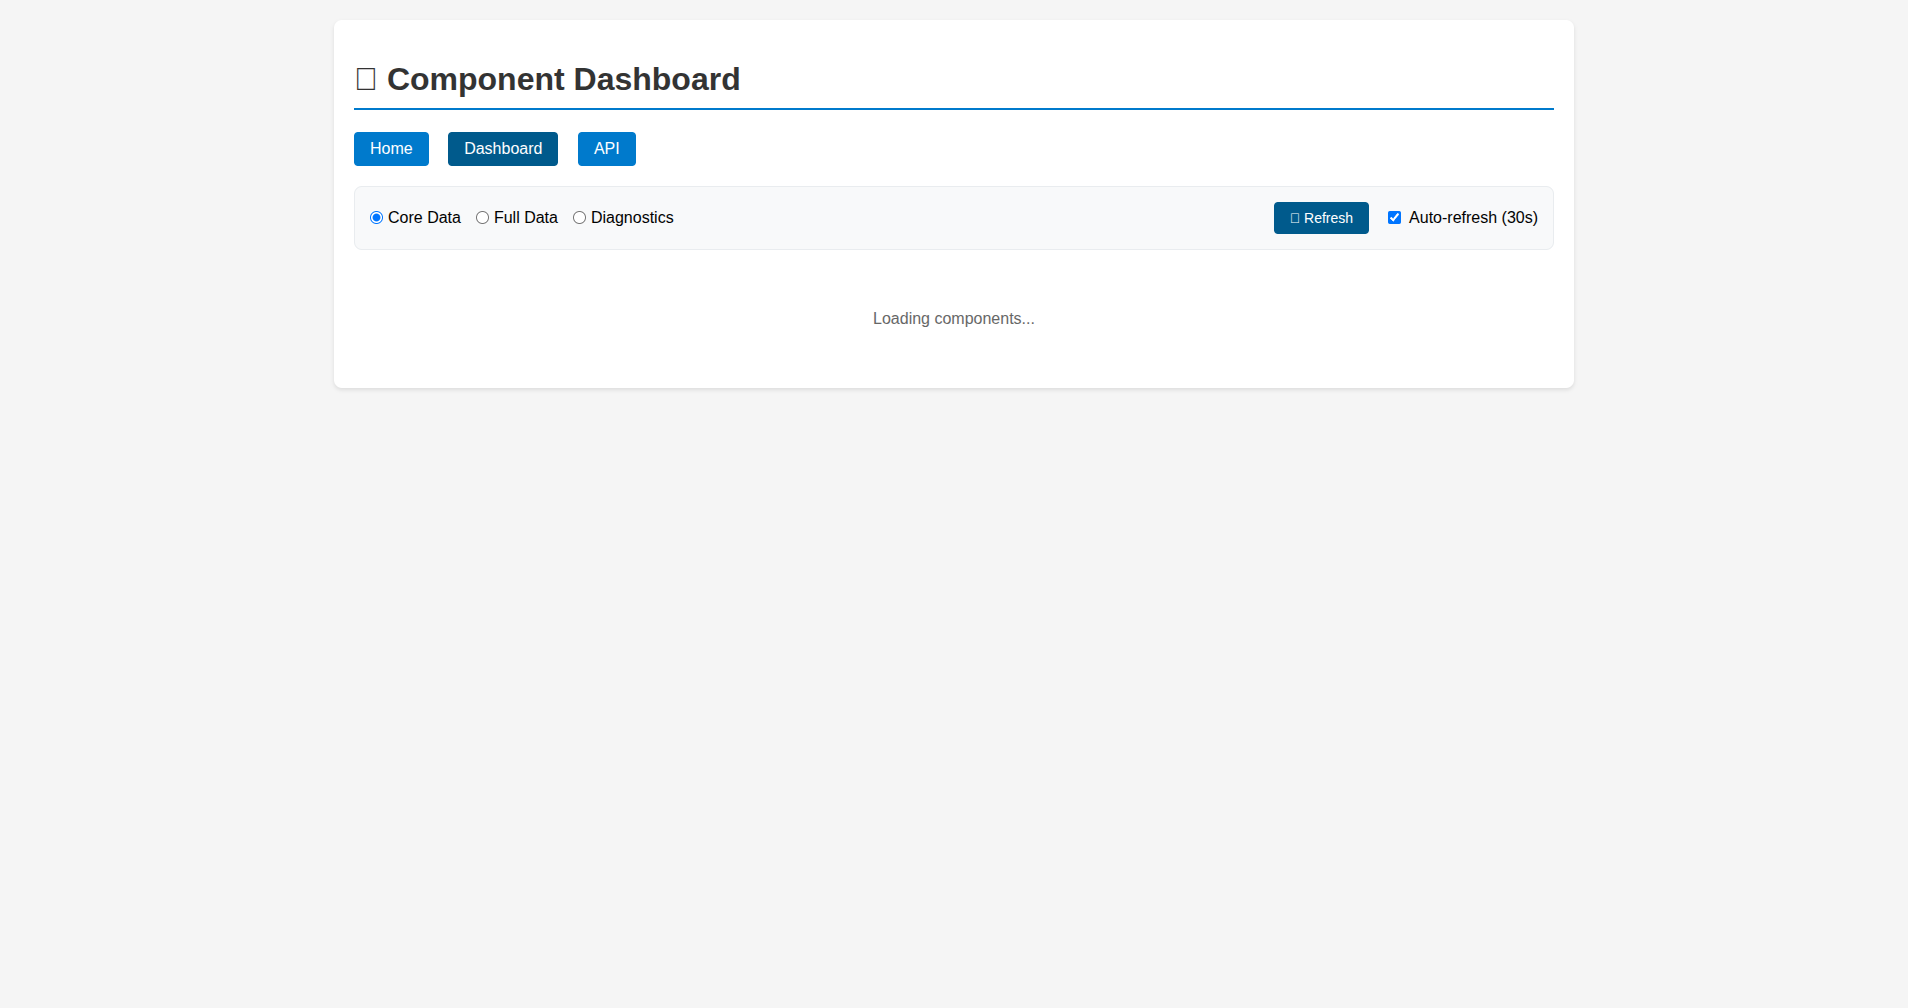 Component Dashboard
Home
Dashboard
API
Core Data
Full Data
Diagnostics
Refresh
Auto-refresh (30s)
Loading components...